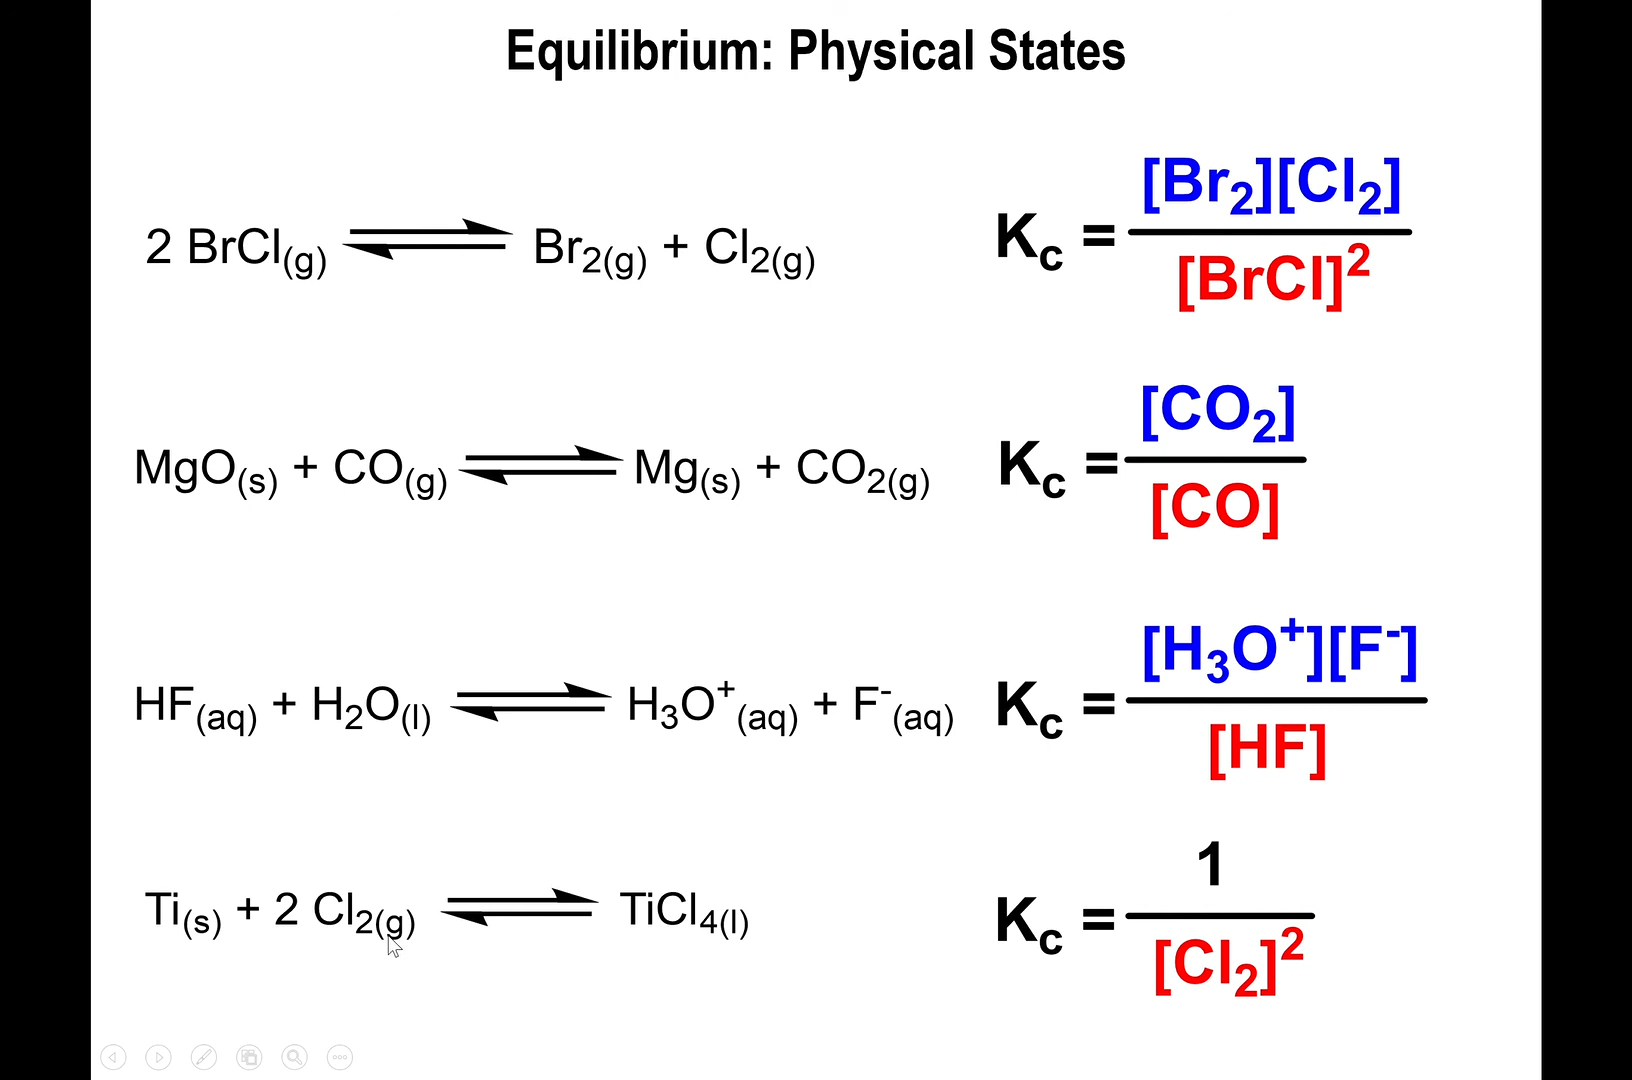 Equilibrium: Physical States
2 BrCl(g) ⇌ Br₂(g) + Cl₂(g) Kc = [Br₂][Cl₂] / [BrCl]²
MgO(s) + CO(g) ⇌ Mg(s) + CO₂(g) Kc = [CO₂] / [CO]
HF(aq) + H₂O(l) ⇌ H₃O⁺(aq) + F⁻(aq) Kc = [H₃O⁺][F⁻] / [HF]
Ti(s) + 2 Cl₂(g) ⇌ TiCl₄(l) Kc = 1 / [Cl₂]²